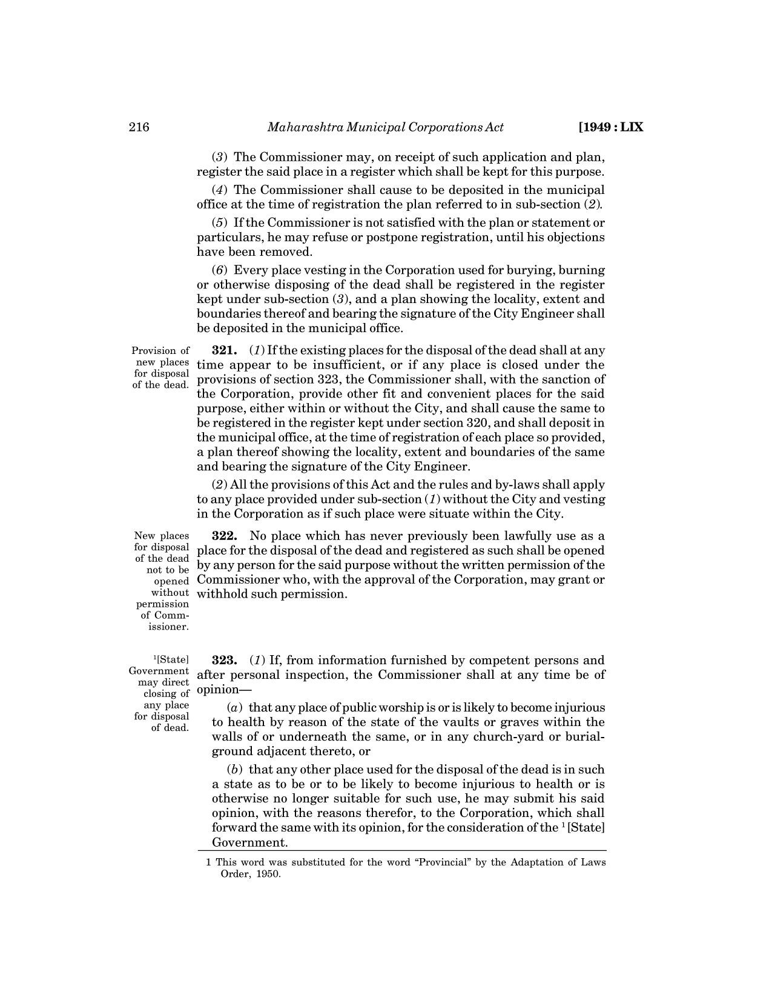 216 Maharashtra Municipal Corporations Act [1949 : LIX
(3) The Commissioner may, on receipt of such application and plan,
register the said place in a register which shall be kept for this purpose.
(4) The Commissioner shall cause to be deposited in the municipal
office at the time of registration the plan referred to in sub-section (2).
(5) If the Commissioner is not satisfied with the plan or statement or
particulars, he may refuse or postpone registration, until his objections
have been removed.
(6) Every place vesting in the Corporation used for burying, burning
or otherwise disposing of the dead shall be registered in the register
kept under sub-section (3), and a plan showing the locality, extent and
boundaries thereof and bearing the signature of the City Engineer shall
be deposited in the municipal office.
Provision of
new places
for disposal
of the dead.
321. (1) If the existing places for the disposal of the dead shall at any
time appear to be insufficient, or if any place is closed under the
provisions of section 323, the Commissioner shall, with the sanction of
the Corporation, provide other fit and convenient places for the said
purpose, either within or without the City, and shall cause the same to
be registered in the register kept under section 320, and shall deposit in
the municipal office, at the time of registration of each place so provided,
a plan thereof showing the locality, extent and boundaries of the same
and bearing the signature of the City Engineer.
(2) All the provisions of this Act and the rules and by-laws shall apply
to any place provided under sub-section (1) without the City and vesting
in the Corporation as if such place were situate within the City.
New places
for disposal
of the dead
not to be
opened
without
permission
of Comm-
issioner.
322. No place which has never previously been lawfully use as a
place for the disposal of the dead and registered as such shall be opened
by any person for the said purpose without the written permission of the
Commissioner who, with the approval of the Corporation, may grant or
withhold such permission.
1[State]
Government
may direct
closing of
any place
for disposal
of dead.
323. (1) If, from information furnished by competent persons and
after personal inspection, the Commissioner shall at any time be of
opinion—
(a) that any place of public worship is or is likely to become injurious
to health by reason of the state of the vaults or graves within the
walls of or underneath the same, or in any church-yard or burial-
ground adjacent thereto, or
(b) that any other place used for the disposal of the dead is in such
a state as to be or to be likely to become injurious to health or is
otherwise no longer suitable for such use, he may submit his said
opinion, with the reasons therefor, to the Corporation, which shall
forward the same with its opinion, for the consideration of the 1 [State]
Government.
1 This word was substituted for the word “Provincial” by the Adaptation of Laws
Order, 1950.